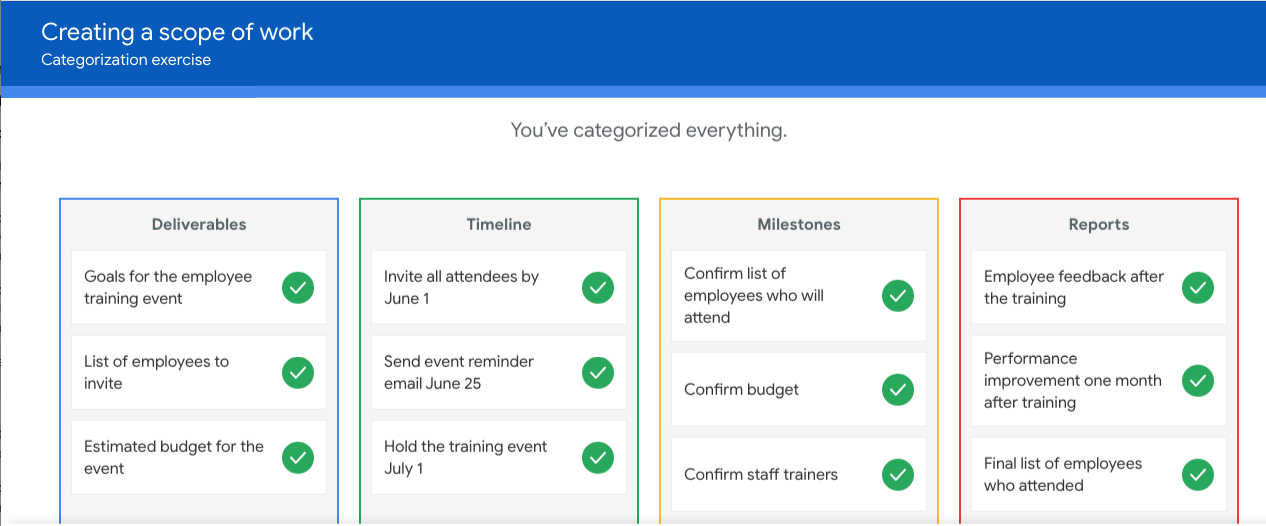 Creating a scope of work
Categorization exercise
You’ve categorized everything.
Deliverables
Goals for the employee
training event
List of employees to
invite
Estimated budget for the
event
Timeline
Invite all attendees by
June 1
Send event reminder
email June 25
Hold the training event
July 1
Milestones
Confirm list of
employees who will
attend
Confirm budget
Confirm staff trainers
Reports
Employee feedback after
the training
Performance
improvement one month
after training
Final list of employees
who attended